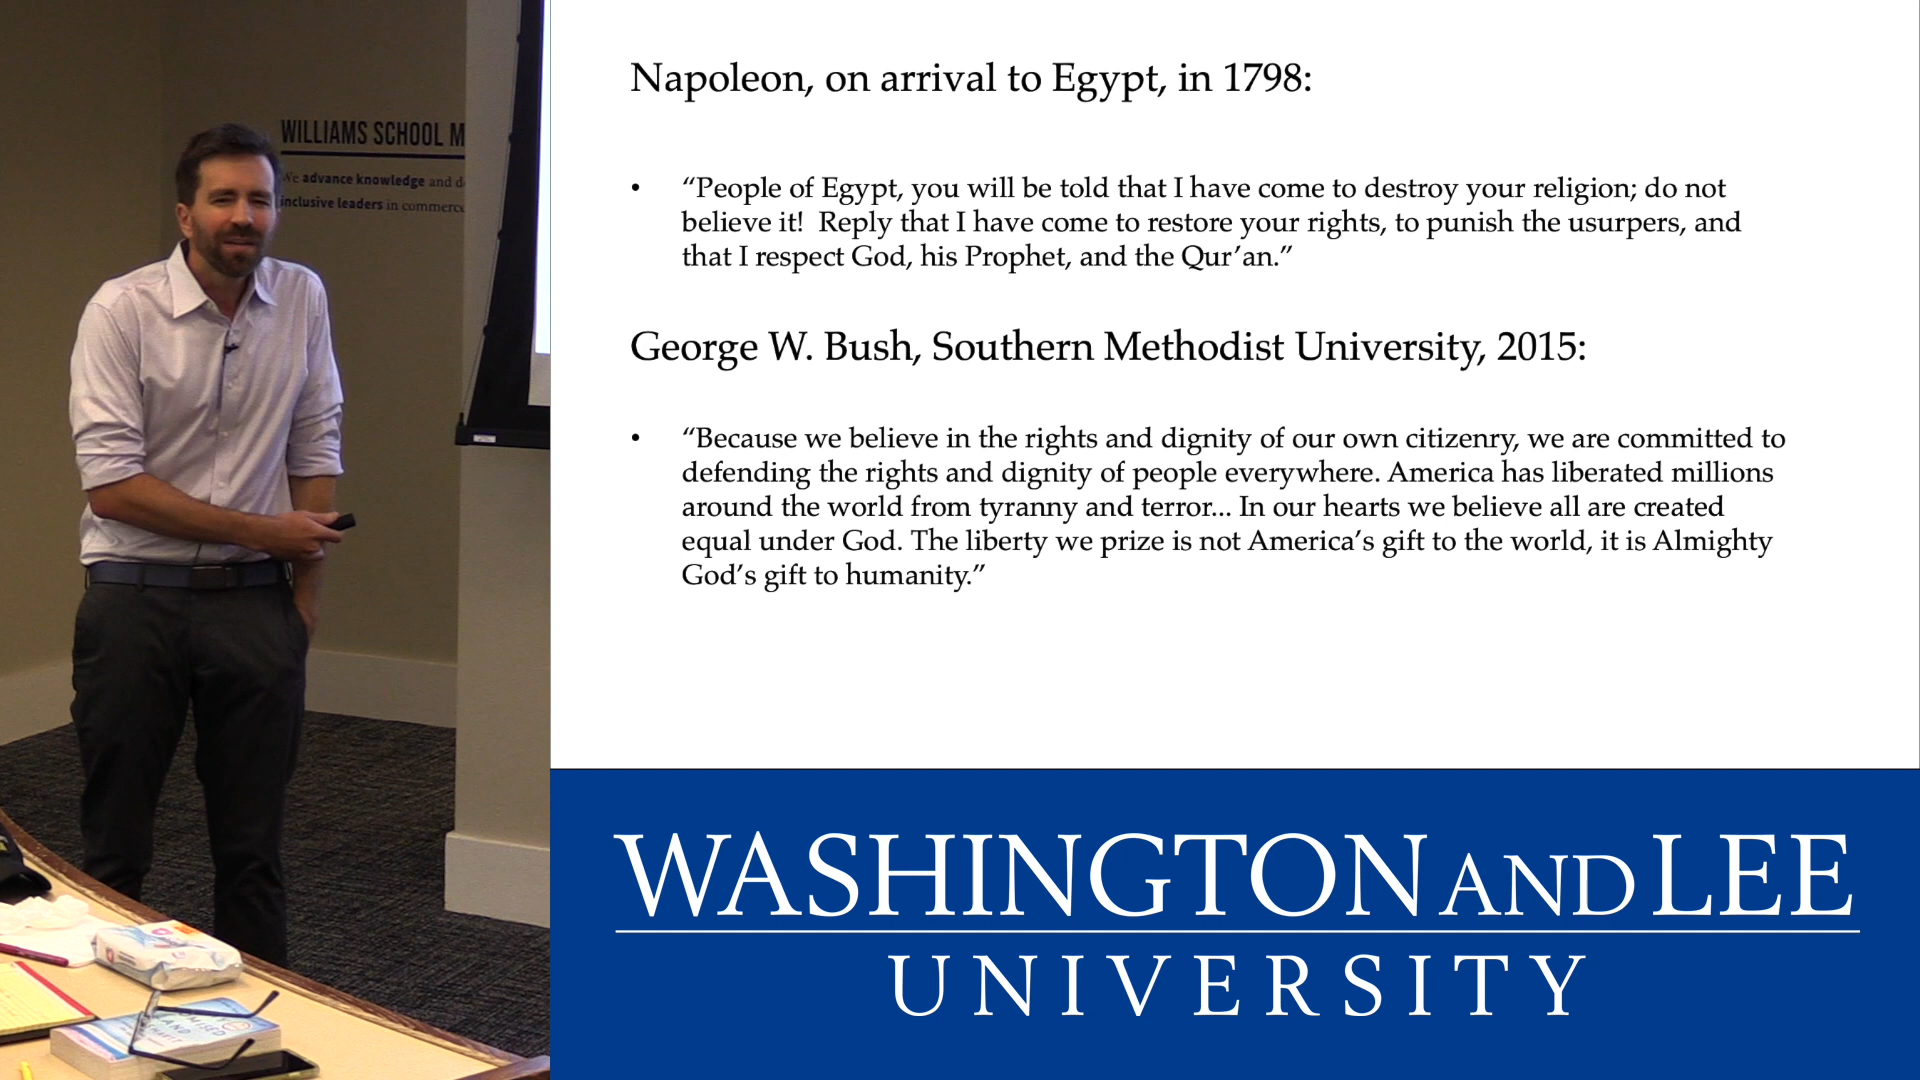 WILLIAMS SCHOOL M
We advance knowledge and d
inclusive leaders in commerce
Napoleon, on arrival to Egypt, in 1798:
• “People of Egypt, you will be told that I have come to destroy your religion; do not
believe it!  Reply that I have come to restore your rights, to punish the usurpers, and
that I respect God, his Prophet, and the Qur’an.”
George W. Bush, Southern Methodist University, 2015:
• “Because we believe in the rights and dignity of our own citizenry, we are committed to
defending the rights and dignity of people everywhere. America has liberated millions
around the world from tyranny and terror... In our hearts we believe all are created
equal under God. The liberty we prize is not America’s gift to the world, it is Almighty
God’s gift to humanity.”
WASHINGTON AND LEE
UNIVERSITY